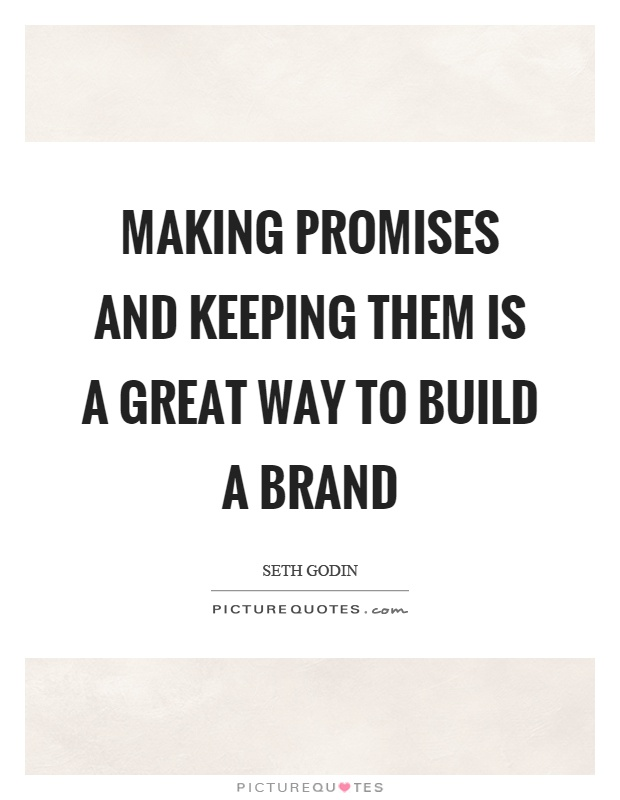 MAKING PROMISES
AND KEEPING THEM IS
A GREAT WAY TO BUILD
A BRAND
SETH GODIN
PICTUREQUOTES.com
PICTUREQUOTES